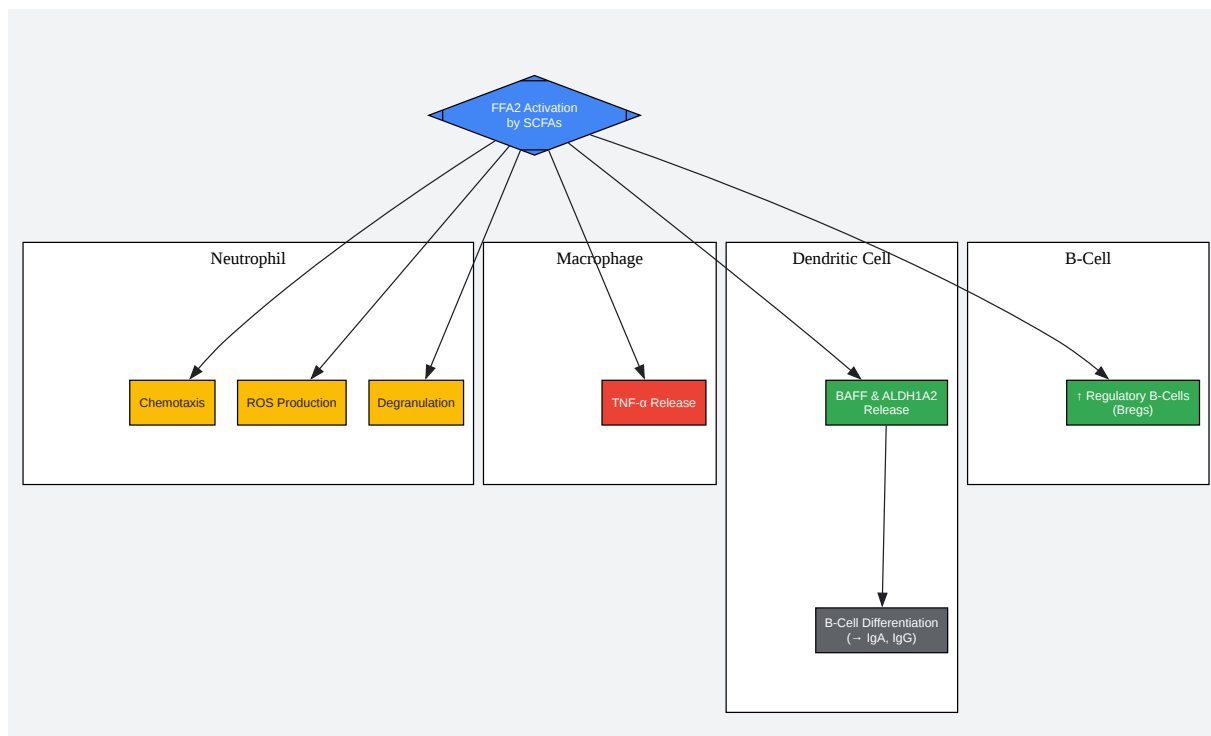 FFA2 Activation
by SCFAs
Neutrophil
Macrophage
Dendritic Cell
B-Cell
Chemotaxis
ROS Production
Degranulation
TNF-α Release
BAFF & ALDH1A2
Release
↑ Regulatory B-Cells
(Bregs)
B-Cell Differentiation
(→ IgA, IgG)